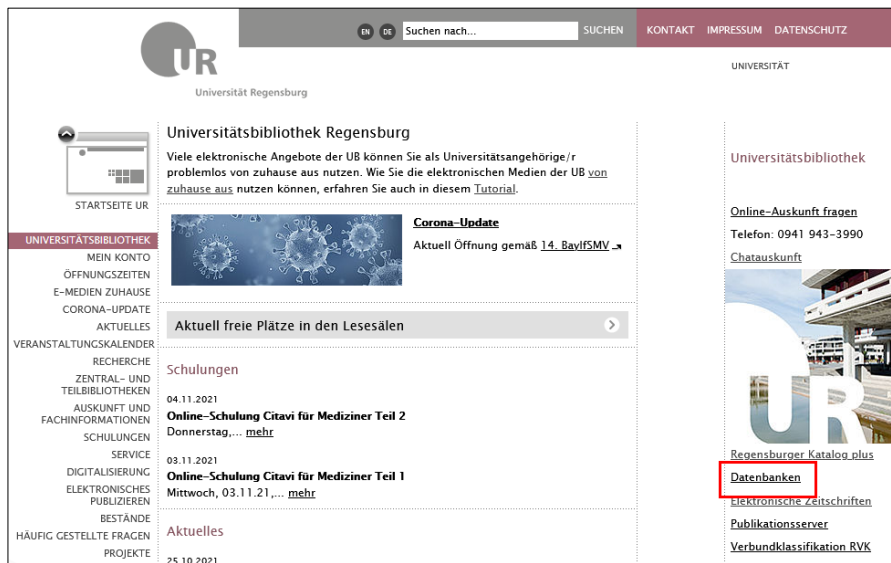 EN DE Suchen nach... SUCHEN KONTAKT IMPRESSUM DATENSCHUTZ
UR
Universität Regensburg
UNIVERSITÄT
STARTSEITE UR
UNIVERSITÄTSBIBLIOTHEK
MEIN KONTO
ÖFFNUNGSZEITEN
E-MEDIEN ZUHAUSE
CORONA-UPDATE
AKTUELLES
VERANSTALTUNGSKALENDER
RECHERCHE
ZENTRAL- UND
TEILBIBLIOTHEKEN
AUSKUNFT UND
FACHINFORMATIONEN
SCHULUNGEN
SERVICE
DIGITALISIERUNG
ELEKTRONISCHES
PUBLIZIEREN
BESTÄNDE
HÄUFIG GESTELLTE FRAGEN
PROJEKTE
Universitätsbibliothek Regensburg
Viele elektronische Angebote der UB können Sie als Universitätsangehörige/r
problemlos von zuhause aus nutzen. Wie Sie die elektronischen Medien der UB von
zuhause aus nutzen können, erfahren Sie auch in diesem Tutorial.
Corona-Update
Aktuell Öffnung gemäß 14. BayIfSMV
Aktuell freie Plätze in den Lesesälen
Schulungen
04.11.2021
Online-Schulung Citavi für Mediziner Teil 2
Donnerstag,... mehr
03.11.2021
Online-Schulung Citavi für Mediziner Teil 1
Mittwoch, 03.11.21,... mehr
Aktuelles
25.10.2021
Universitätsbibliothek
Online-Auskunft fragen
Telefon: 0941 943-3990
Chatauskunft
UR
Regensburger Katalog plus
Datenbanken
Elektronische Zeitschriften
Publikationsserver
Verbundklassifikation RVK